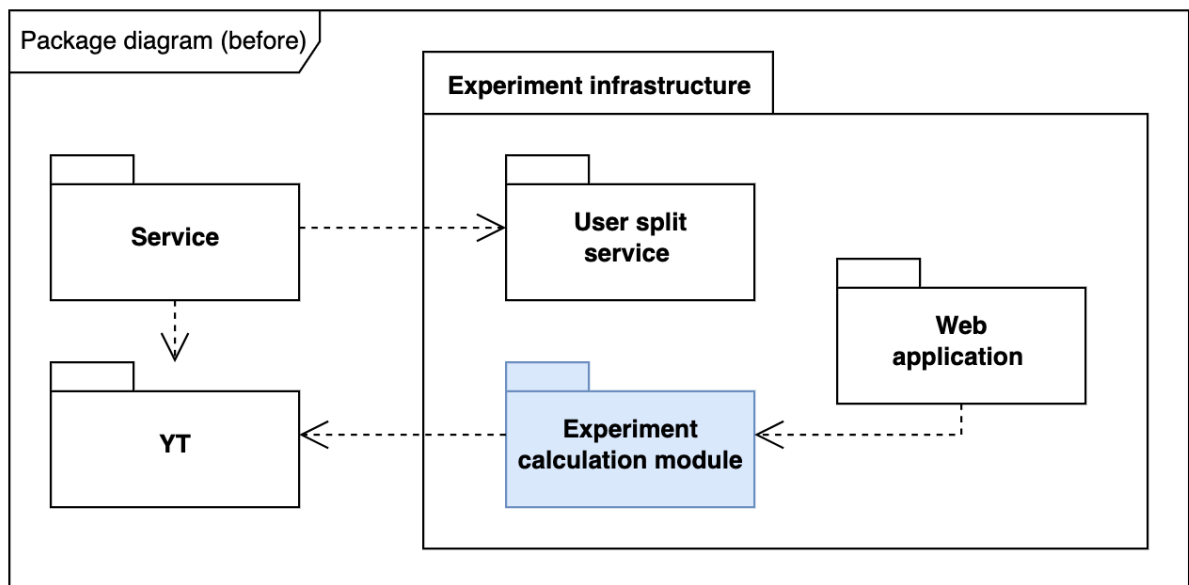 Package diagram (before)
Experiment infrastructure
Service
User split
service
Web
application
YT
Experiment
calculation module